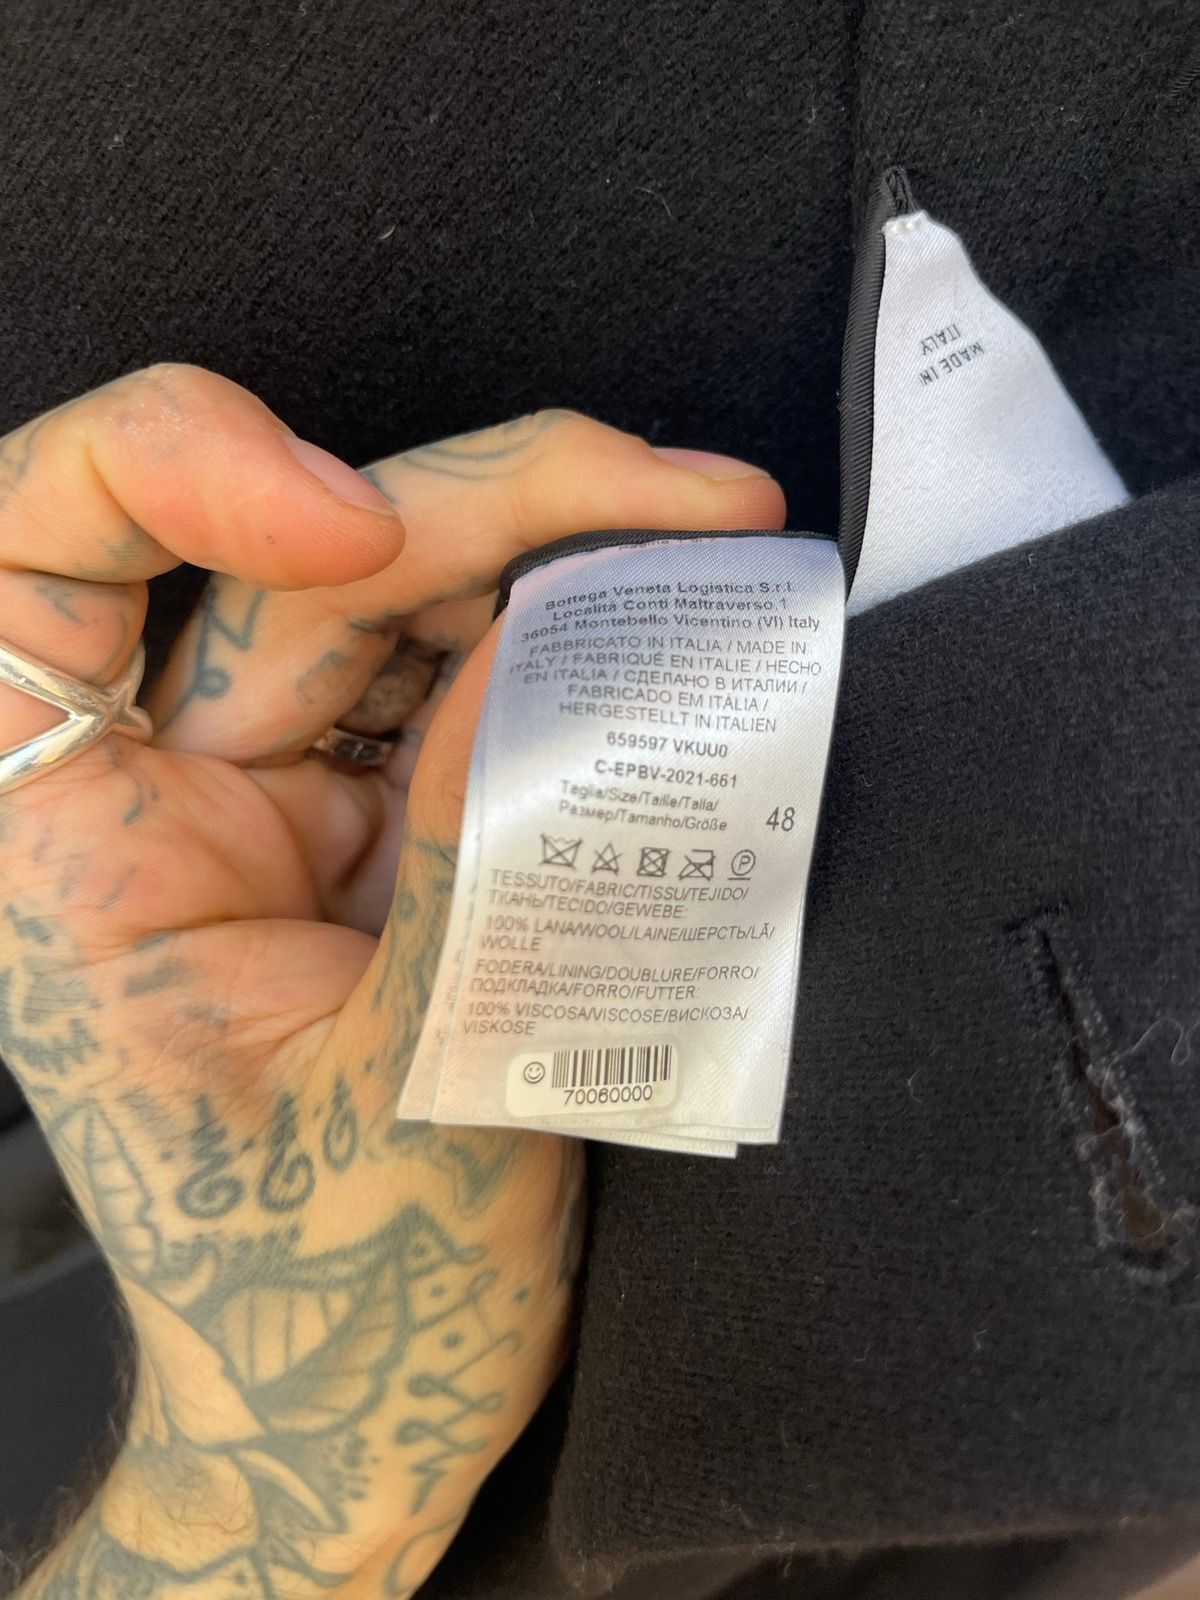 MADE IN
ITALY
Bottega Veneta Logistica S.r.l.
Località Conti Maltraverso,1
36054 Montebello Vicentino (VI) Italy
FABBRICATO IN ITALIA / MADE IN
ITALY / FABRIQUÉ EN ITALIE / HECHO
EN ITALIA / СДЕЛАНО В ИТАЛИИ /
FABRICADO EM ITÁLIA /
HERGESTELLT IN ITALIEN
659597 VKUU0
C-EPBV-2021-661
Taglia/Size/Taille/Talla/
Размер/Tamanho/Größe 48
P
TESSUTO/FABRIC/TISSU/TEJIDO/
ТКАНЬ/TECIDO/GEWEBE:
100% LANA/WOOL/LAINE/ШЕРСТЬ/LÃ/
WOLLE
FODERA/LINING/DOUBLURE/FORRO/
ПОДКЛАДКА/FORRO/FUTTER:
100% VISCOSA/VISCOSE/ВИСКОЗА/
VISKOSE
70060000